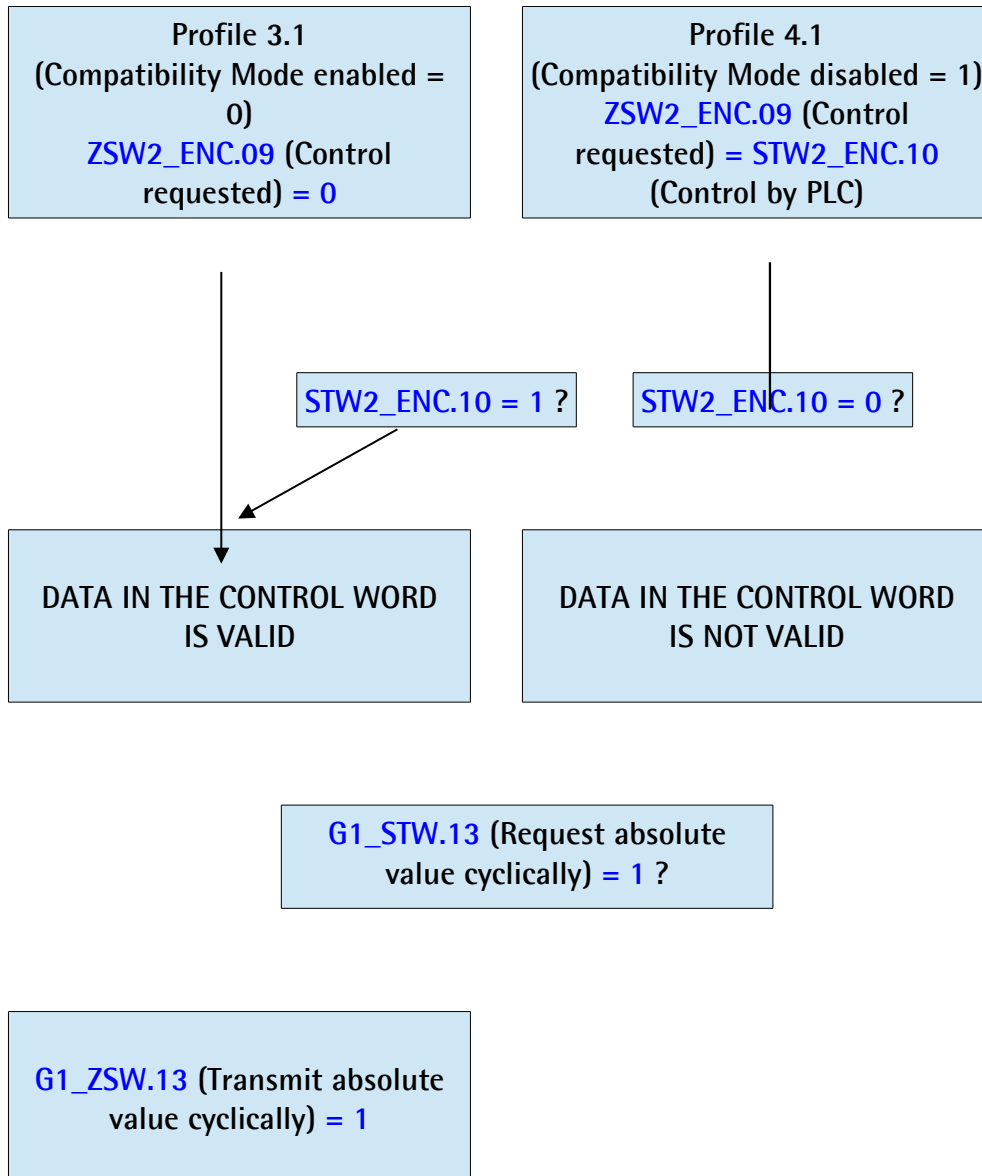 Profile 3.1
(Compatibility Mode enabled =
0)
ZSW2_ENC.09 (Control
requested) = 0
Profile 4.1
(Compatibility Mode disabled = 1)
ZSW2_ENC.09 (Control
requested) = STW2_ENC.10
(Control by PLC)
STW2_ENC.10 = 1 ?
STW2_ENC.10 = 0 ?
DATA IN THE CONTROL WORD
IS VALID
DATA IN THE CONTROL WORD
IS NOT VALID
G1_STW.13 (Request absolute
value cyclically) = 1 ?
G1_ZSW.13 (Transmit absolute
value cyclically) = 1